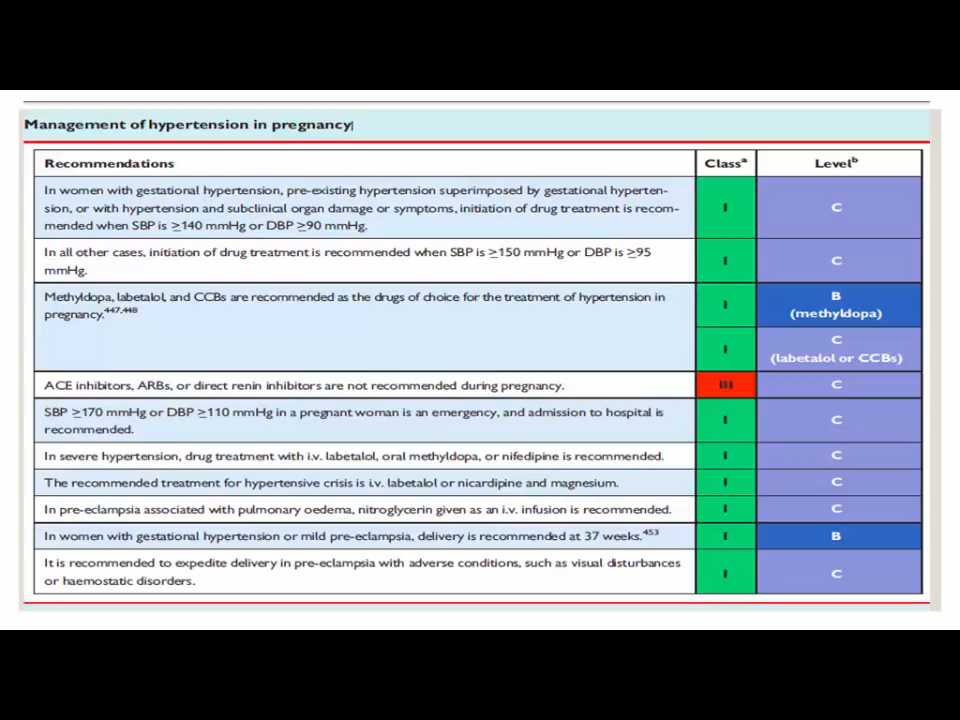 Management of hypertension in pregnancy
Recommendations Classᵃ Levelᵇ
In women with gestational hypertension, pre-existing hypertension superimposed by gestational hyperten-
sion, or with hypertension and subclinical organ damage or symptoms, initiation of drug treatment is recom-
mended when SBP is ≥140 mmHg or DBP ≥90 mmHg.
I C
In all other cases, initiation of drug treatment is recommended when SBP is ≥150 mmHg or DBP is ≥95
mmHg.
I C
Methyldopa, labetalol, and CCBs are recommended as the drugs of choice for the treatment of hypertension in
pregnancy.⁴⁴⁷,⁴⁴⁸
I B
(methyldopa)
I C
(labetalol or CCBs)
ACE inhibitors, ARBs, or direct renin inhibitors are not recommended during pregnancy. III C
SBP ≥170 mmHg or DBP ≥110 mmHg in a pregnant woman is an emergency, and admission to hospital is
recommended.
I C
In severe hypertension, drug treatment with i.v. labetalol, oral methyldopa, or nifedipine is recommended. I C
The recommended treatment for hypertensive crisis is i.v. labetalol or nicardipine and magnesium. I C
In pre-eclampsia associated with pulmonary oedema, nitroglycerin given as an i.v. infusion is recommended. I C
In women with gestational hypertension or mild pre-eclampsia, delivery is recommended at 37 weeks.⁴⁵³ I B
It is recommended to expedite delivery in pre-eclampsia with adverse conditions, such as visual disturbances
or haemostatic disorders.
I C